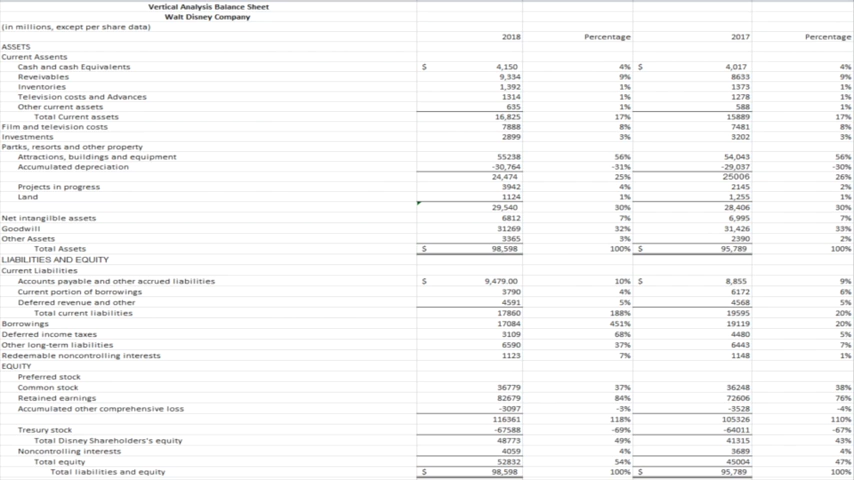 Vertical Analysis Balance Sheet
Walt Disney Company
(in millions, except per share data)
2018 Percentage 2017 Percentage
ASSETS
Current Assents
Cash and cash Equivalents $ 4,150 4% $ 4,017 4%
Reveivables 9,334 9% 8633 9%
Inventories 1,392 1% 1373 1%
Television costs and Advances 1314 1% 1278 1%
Other current assets 635 1% 588 1%
Total Current assets 16,825 17% 15889 17%
Film and television costs 7888 8% 7481 8%
Investments 2899 3% 3202 3%
Partks, resorts and other property
Attractions, buildings and equipment 55238 56% 54,043 56%
Accumulated depreciation -30,764 -31% -29,037 -30%
24,474 25% 25006 26%
Projects in progress 3942 4% 2145 2%
Land 1124 1% 1,255 1%
29,540 30% 28,406 30%
Net intangilble assets 6812 7% 6,995 7%
Goodwill 31269 32% 31,426 33%
Other Assets 3365 3% 2390 2%
Total Assets $ 98,598 100% $ 95,789 100%
LIABILITIES AND EQUITY
Current Liabilities
Accounts payable and other accrued liabilities $ 9,479.00 10% $ 8,855 9%
Current portion of borrowings 3790 4% 6172 6%
Deferred revenue and other 4591 5% 4568 5%
Total current liabilities 17860 188% 19595 20%
Borrowings 17084 451% 19119 20%
Deferred income taxes 3109 68% 4480 5%
Other long-term liabilities 6590 37% 6443 7%
Redeemable noncontrolling interests 1123 7% 1148 1%
EQUITY
Preferred stock
Common stock 36779 37% 36248 38%
Retained earnings 82679 84% 72606 76%
Accumulated other comprehensive loss -3097 -3% -3528 -4%
116361 118% 105326 110%
Tresury stock -67588 -69% -64011 -67%
Total Disney Shareholders's equity 48773 49% 41315 43%
Noncontrolling interests 4059 4% 3689 4%
Total equity 52832 54% 45004 47%
Total liabilities and equity $ 98,598 100% $ 95,789 100%